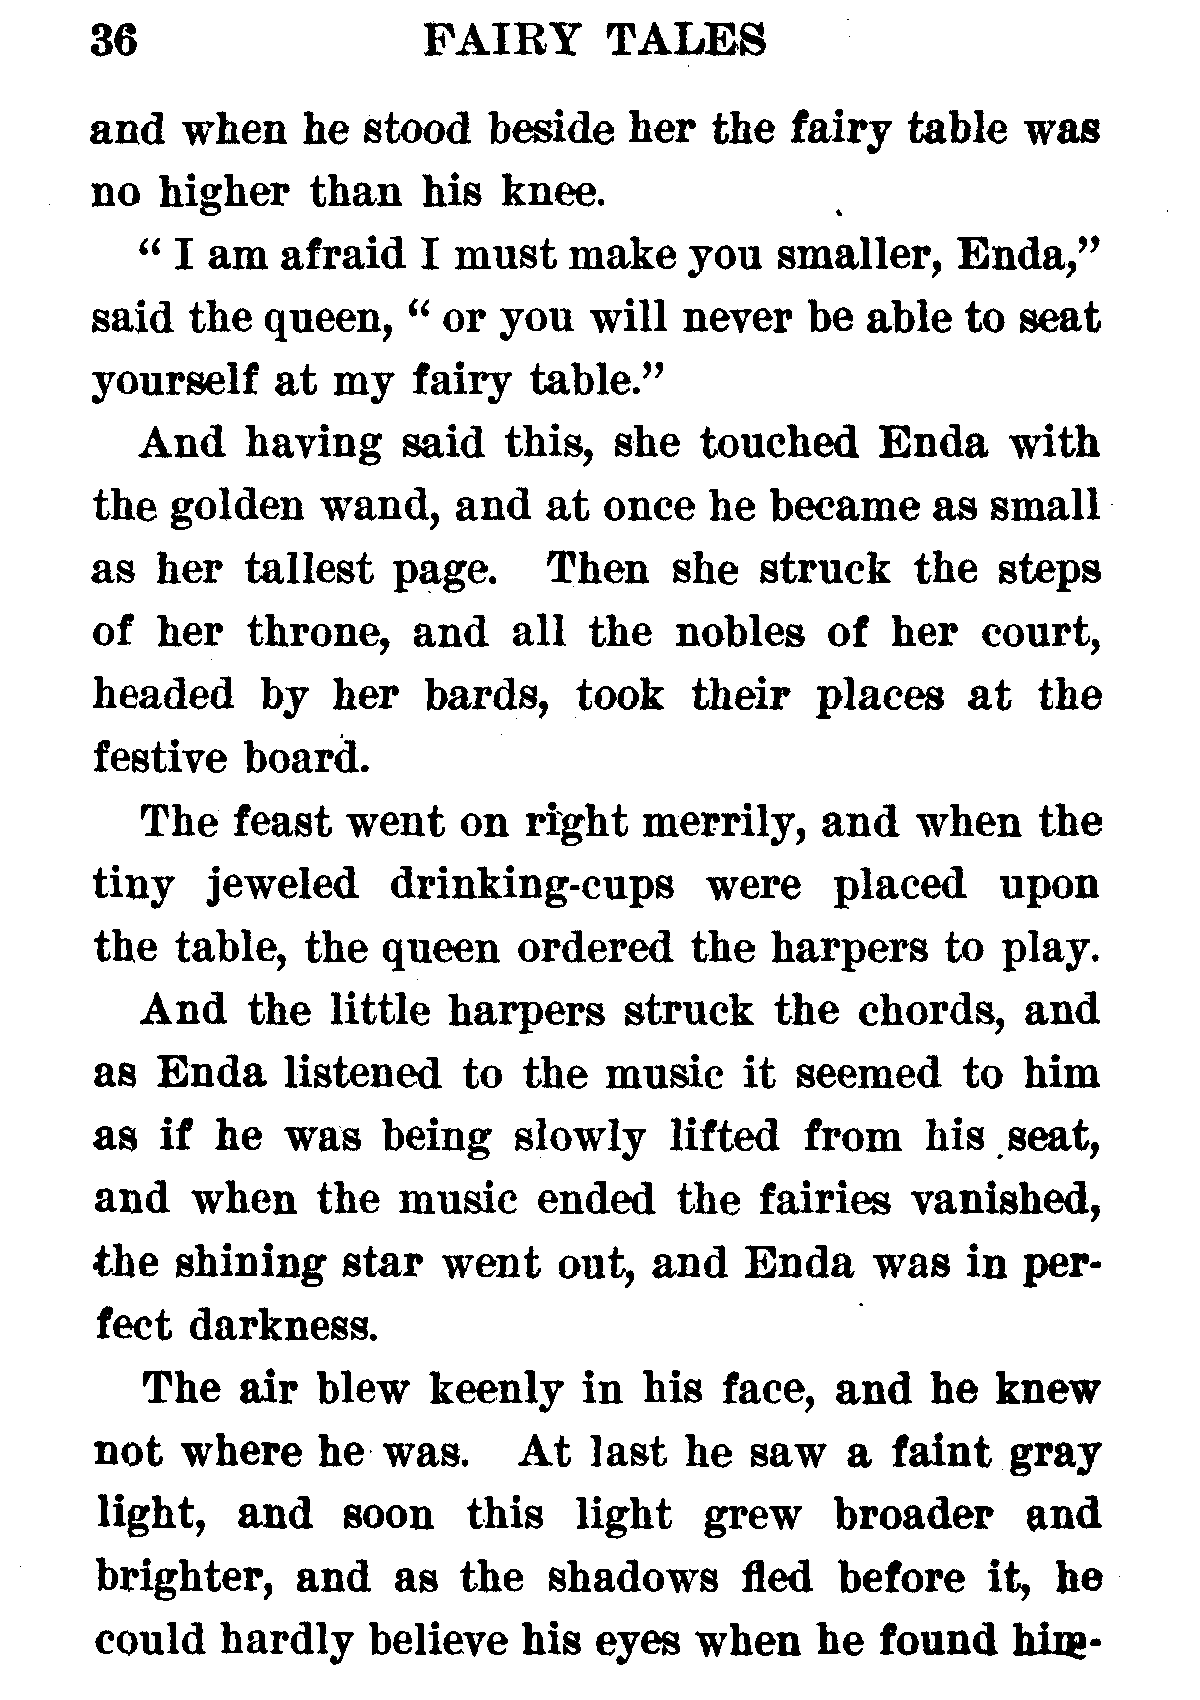 36 FAIRY TALES
and when he stood beside her the fairy table was
no higher than his knee.
“ I am afraid I must make you smaller, Enda,”
said the queen, “ or you will never be able to seat
yourself at my fairy table.”
And having said this, she touched Enda with
the golden wand, and at once he became as small
as her tallest page. Then she struck the steps
of her throne, and all the nobles of her court,
headed by her bards, took their places at the
festive board.
The feast went on right merrily, and when the
tiny jeweled drinking-cups were placed upon
the table, the queen ordered the harpers to play.
And the little harpers struck the chords, and
as Enda listened to the music it seemed to him
as if he was being slowly lifted from his seat,
and when the music ended the fairies vanished,
the shining star went out, and Enda was in per-
fect darkness.
The air blew keenly in his face, and he knew
not where he was. At last he saw a faint gray
light, and soon this light grew broader and
brighter, and as the shadows fled before it, he
could hardly believe his eyes when he found him-